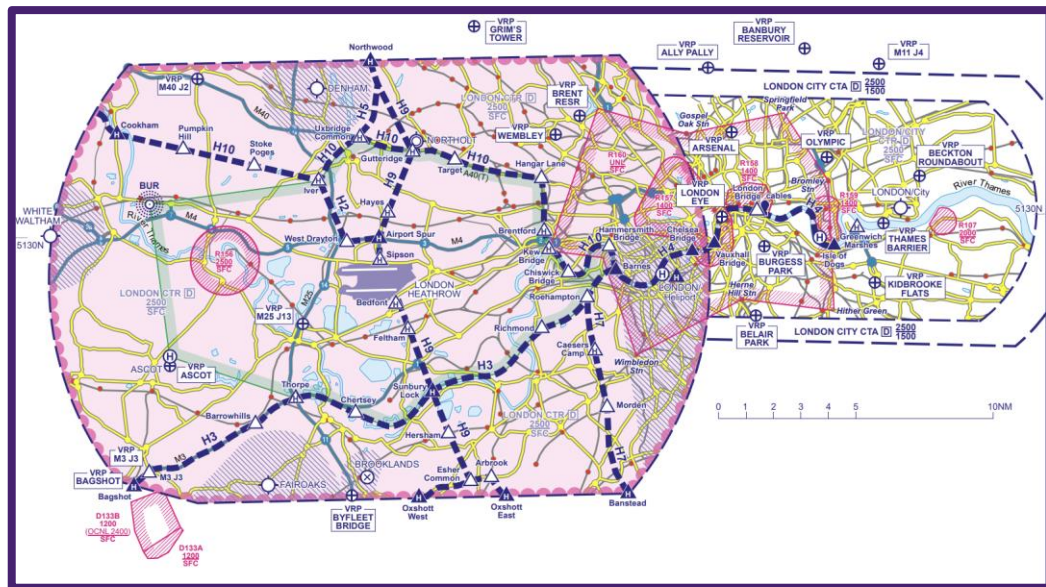 VRP
GRIM'S
TOWER
VRP
BANBURY
RESERVOIR
VRP
ALLY PALLY
VRP
M11 J4
Northwood
VRP
M40 J2
DENHAM
M40
H5
H9
LONDON
CTR [D]
2500
SFC
VRP
BRENT
RESR
VRP
WEMBLEY
LONDON CITY CTA [D] 2500
1500
Springfield
Park
Gospel
Oak Stn
Cookham
Pumpkin
Hill
H10
Stoke
Poges
Uxbridge
Common
H10
H10
NORTHOLT
Gutteridge
Target
H10
A40(T)
Hangar Lane
R160
UNL
SFC
VRP
ARSENAL
VRP
OLYMPIC
LONDON CITY
CTR [D]
2500
SFC
VRP
BECKTON
ROUNDABOUT
BUR
Iver
H2
H9
Hayes
R157
1400
SFC
VRP
LONDON
EYE
R158
1400
SFC
London
Bridge
Cables
Bromley
Stn
H4
R159
1400
SFC
London/City
River Thames
WHITE
WALTHAM
5130N
River Thames
M4
West Drayton
Airport Spur
M4
Sipson
Brentford
Kew
Bridge
Hammersmith
Bridge
Chelsea
Bridge
H10
Chiswick
Bridge
Barnes
H4
LONDON
Heliport
Vauxhall
Bridge
VRP
BURGESS
PARK
Isle of
Dogs
Greenwich
Marshes
VRP
THAMES
BARRIER
R107
2000
SFC
5130N
R156
2500
SFC
LONDON CTR [D]
2500
SFC
M25
VRP
M25 J13
LONDON
HEATHROW
Bedfont
Feltham
Roehampton
Richmond
H7
Caesers
Camp
Wimbledon
Stn
Herne
Hill Stn
VRP
BELAIR
PARK
Hither Green
VRP
KIDBROOKE
FLATS
LONDON CITY CTA [D] 2500
1500
ASCOT
VRP
ASCOT
Thorpe
Chertsey
H9
Sunbury
Lock
H3
Morden
LONDON CTR [D]
2500
SFC
0 1 2 3 4 5 10NM
Barrowhills
H3
M3
VRP
M3 J3
M3 J3
VRP
BAGSHOT
Bagshot
Hersham
H9
Esher
Common
Arbrook
H7
BROOKLANDS
FAIROAKS
VRP
BYFLEET
BRIDGE
Oxshott
West
Oxshott
East
Banstead
D133B
1200
(OCNL 2400)
SFC
D133A
1200
SFC